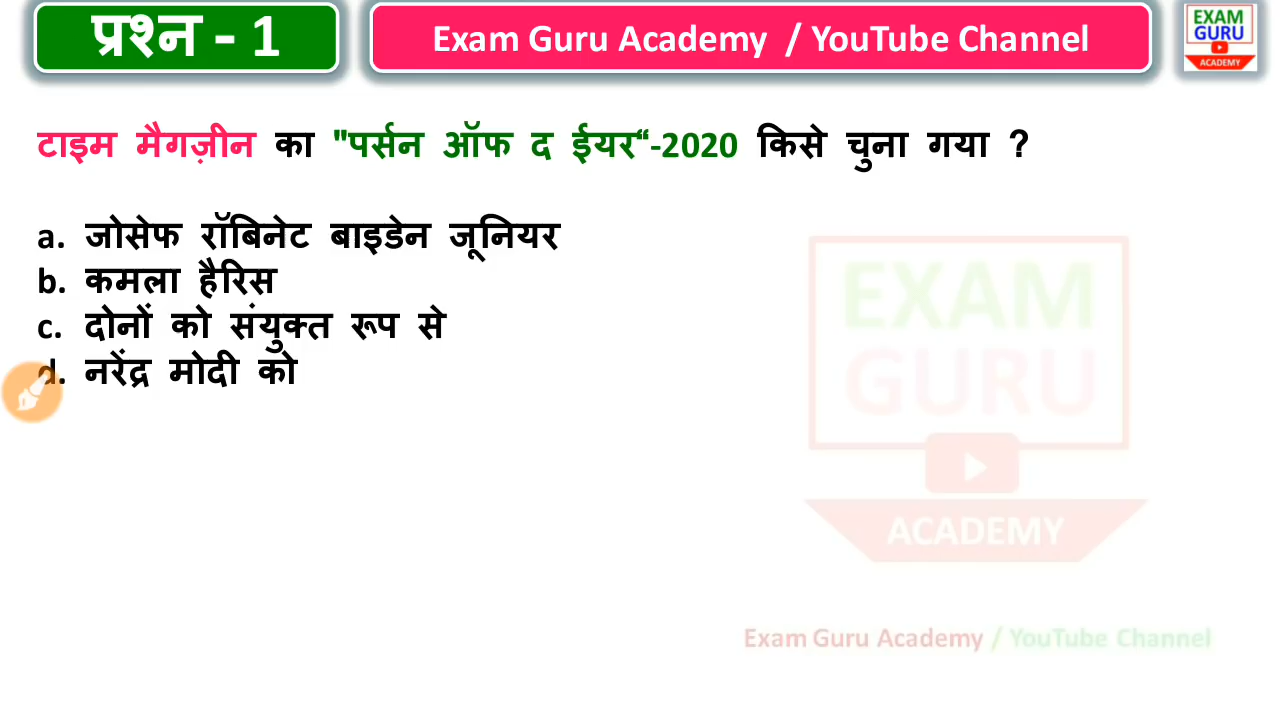 प्रश्न - 1
Exam Guru Academy / YouTube Channel
EXAM
GURU
ACADEMY
टाइम मैगज़ीन का "पर्सन ऑफ द ईयर“-2020 किसे चुना गया ?
a. जोसेफ रॉबिनेट बाइडेन जूनियर
b. कमला हैरिस
c. दोनों को संयुक्त रूप से
d. नरेंद्र मोदी को
EXAM
GURU
ACADEMY
Exam Guru Academy / YouTube Channel